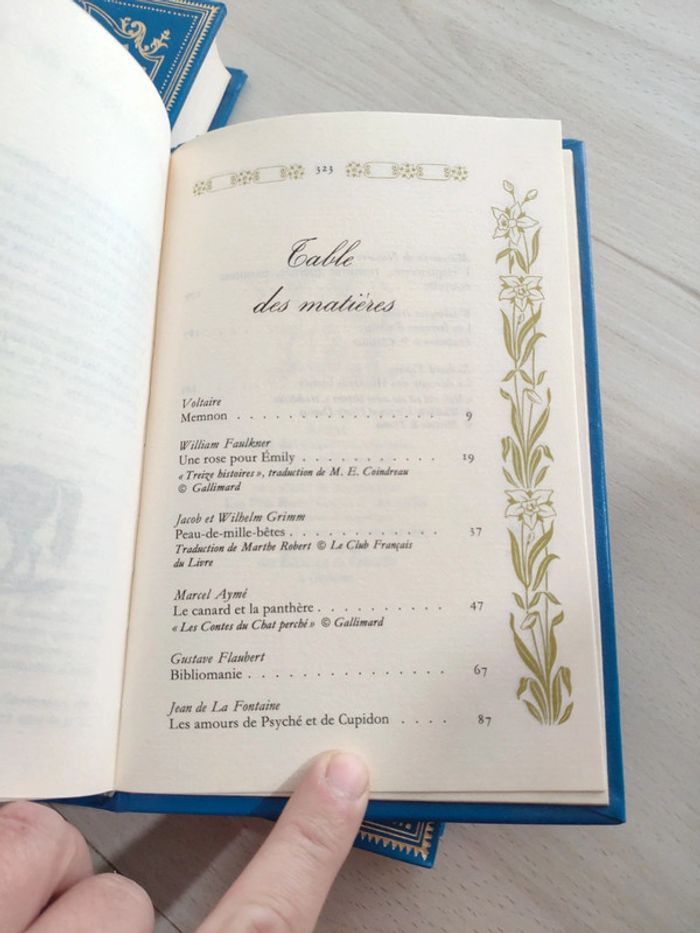 323
Table
des matières
Voltaire
Memnon . . . . . . . . . . . . . . . . 9
William Faulkner
Une rose pour Émily . . . . . . . . . . . 19
« Treize histoires », traduction de M. E. Coindreau
© Gallimard
Jacob et Wilhelm Grimm
Peau-de-mille-bêtes . . . . . . . . . . . . 37
Traduction de Marthe Robert © Le Club Français
du Livre
Marcel Aymé
Le canard et la panthère . . . . . . . . . . 47
« Les Contes du Chat perché » © Gallimard
Gustave Flaubert
Bibliomanie . . . . . . . . . . . . . . . 67
Jean de La Fontaine
Les amours de Psyché et de Cupidon . . . . 87